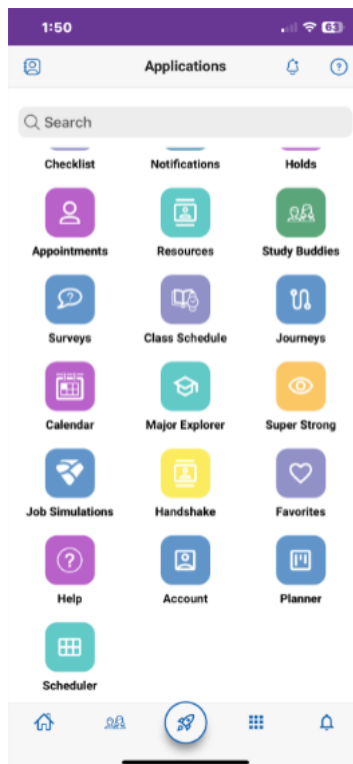 1:50
63
Applications
Search
Checklist Notifications Holds
Appointments Resources Study Buddies
Surveys Class Schedule Journeys
Calendar Major Explorer Super Strong
Job Simulations Handshake Favorites
Help Account Planner
Scheduler